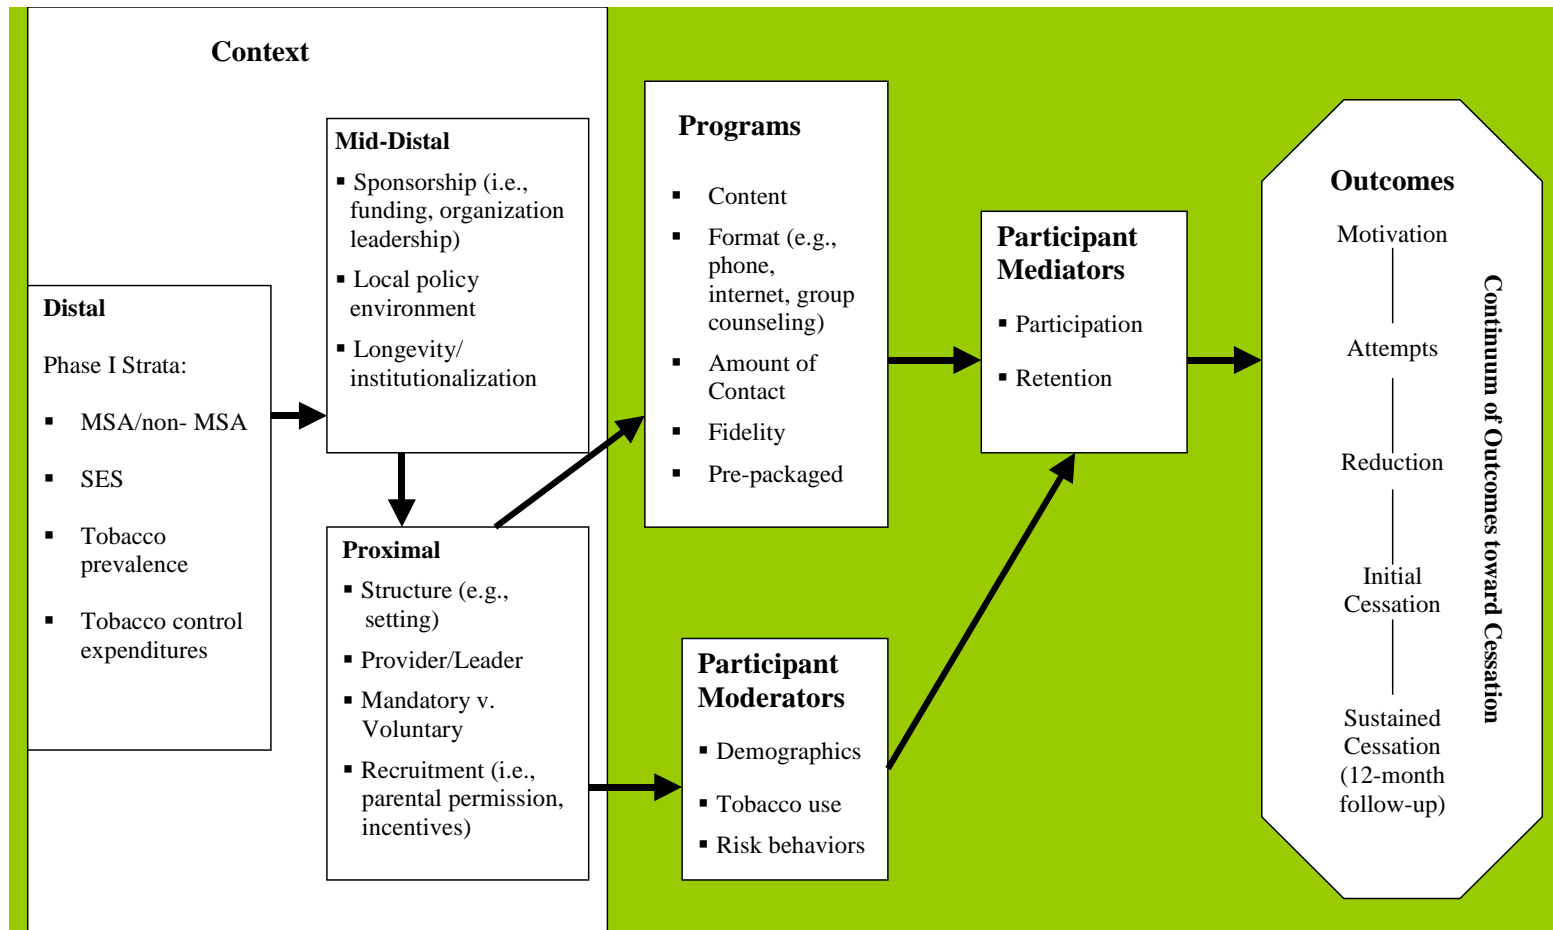 Context
Distal
Phase I Strata:
▪ MSA/non- MSA
▪ SES
▪ Tobacco
prevalence
▪ Tobacco control
expenditures
Mid-Distal
▪ Sponsorship (i.e.,
funding, organization
leadership)
▪ Local policy
environment
▪ Longevity/
institutionalization
Proximal
▪ Structure (e.g.,
setting)
▪ Provider/Leader
▪ Mandatory v.
Voluntary
▪ Recruitment (i.e.,
parental permission,
incentives)
Programs
▪ Content
▪ Format (e.g.,
phone,
internet, group
counseling)
▪ Amount of
Contact
▪ Fidelity
▪ Pre-packaged
Participant
Moderators
▪ Demographics
▪ Tobacco use
▪ Risk behaviors
Participant
Mediators
▪ Participation
▪ Retention
Outcomes
Motivation
Attempts
Reduction
Initial
Cessation
Sustained
Cessation
(12-month
follow-up)
Continuum of Outcomes toward Cessation